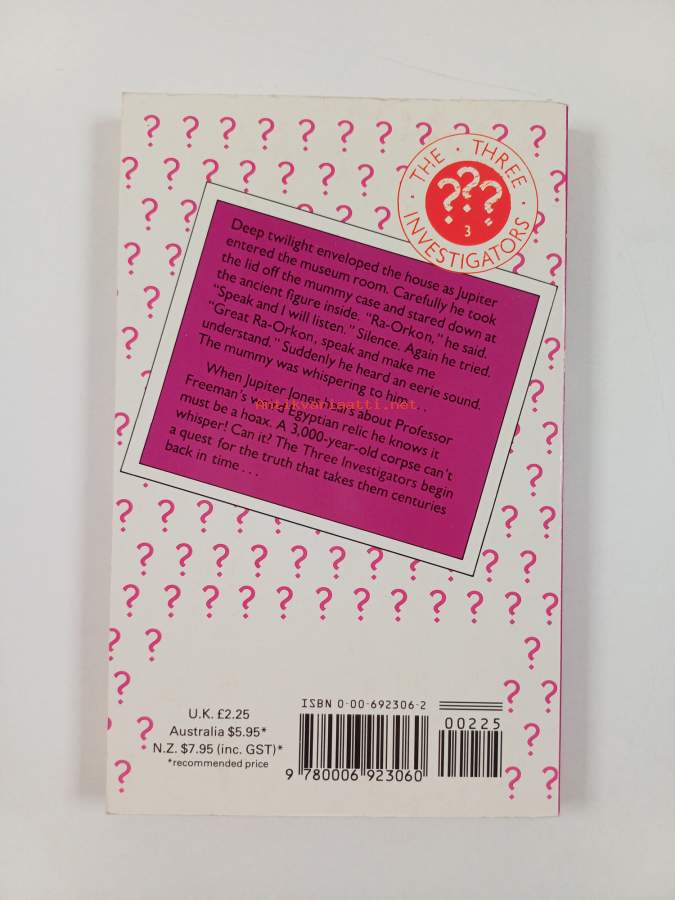 THE · THREE · INVESTIGATORS
???
3
Deep twilight enveloped the house as Jupiter
entered the museum room. Carefully he took
the lid off the mummy case and stared down at
the ancient figure inside. “Ra-Orkon,” he said.
“Speak and I will listen.” Silence. Again he tried.
“Great Ra-Orkon, speak and make me
understand.” Suddenly he heard an eerie sound.
The mummy was whispering to him . . .
When Jupiter Jones hears about Professor
Freeman’s weird Egyptian relic he knows it
must be a hoax. A 3,000-year-old corpse can’t
whisper! Can it? The Three Investigators begin
a quest for the truth that takes them centuries
back in time . . .
Antikvariaatti.net
U.K. £2.25
Australia $5.95*
N.Z. $7.95 (inc. GST)*
*recommended price
ISBN 0-00-692306-2
00225
9 780006 923060